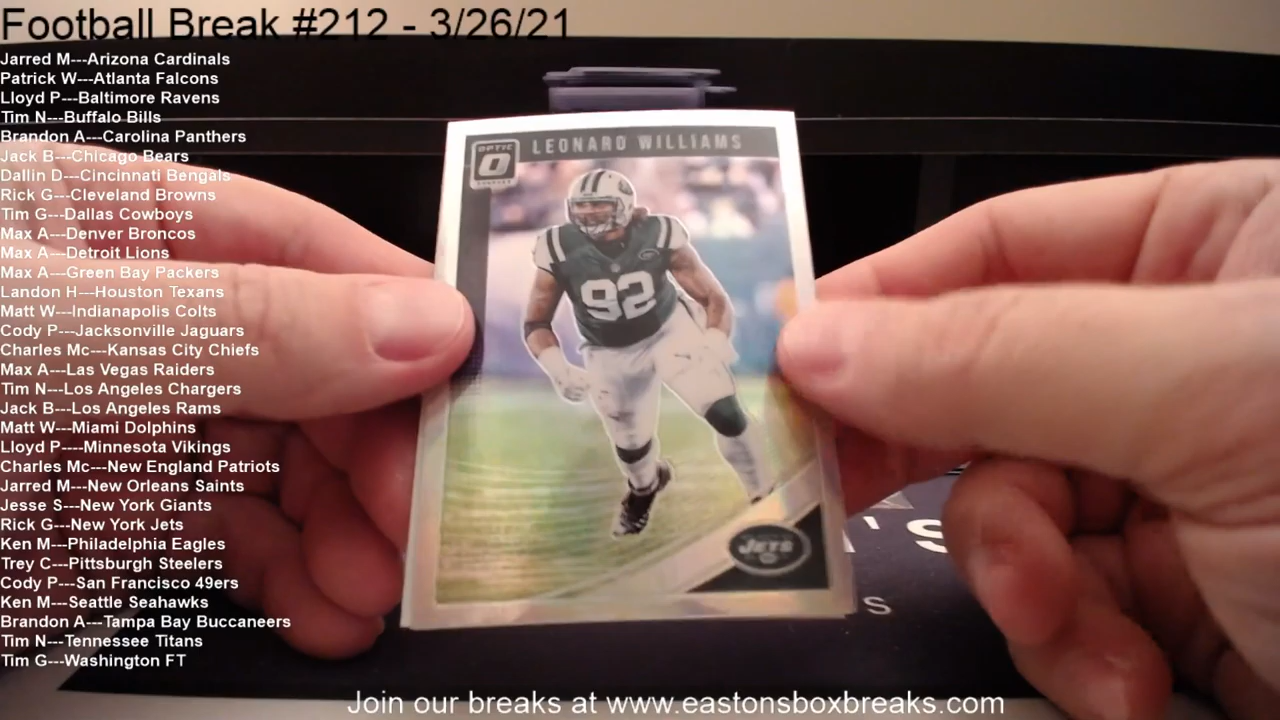 Football Break #212 - 3/26/21
Jarred M---Arizona Cardinals
Patrick W---Atlanta Falcons
Lloyd P---Baltimore Ravens
Tim N---Buffalo Bills
Brandon A---Carolina Panthers
Jack B---Chicago Bears
Dallin D---Cincinnati Bengals
Rick G---Cleveland Browns
Tim G---Dallas Cowboys
Max A---Denver Broncos
Max A---Detroit Lions
Max A---Green Bay Packers
Landon H---Houston Texans
Matt W---Indianapolis Colts
Cody P---Jacksonville Jaguars
Charles Mc---Kansas City Chiefs
Max A---Las Vegas Raiders
Tim N---Los Angeles Chargers
Jack B---Los Angeles Rams
Matt W---Miami Dolphins
Lloyd P----Minnesota Vikings
Charles Mc---New England Patriots
Jarred M---New Orleans Saints
Jesse S---New York Giants
Rick G---New York Jets
Ken M---Philadelphia Eagles
Trey C---Pittsburgh Steelers
Cody P---San Francisco 49ers
Ken M---Seattle Seahawks
Brandon A---Tampa Bay Buccaneers
Tim N---Tennessee Titans
Tim G---Washington FT
OPTIC
LEONARD WILLIAMS
92
JETS
'S
S
Join our breaks at www.eastonsboxbreaks.com